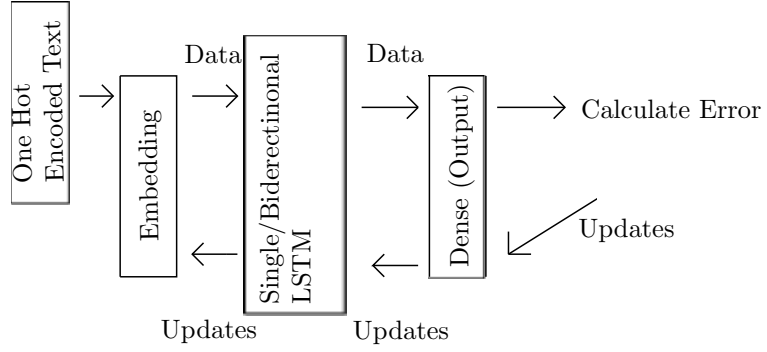 One Hot
Encoded Text
Embedding
Data
Single/Biderectinonal
LSTM
Data
Dense (Output)
Calculate Error
Updates
Updates
Updates